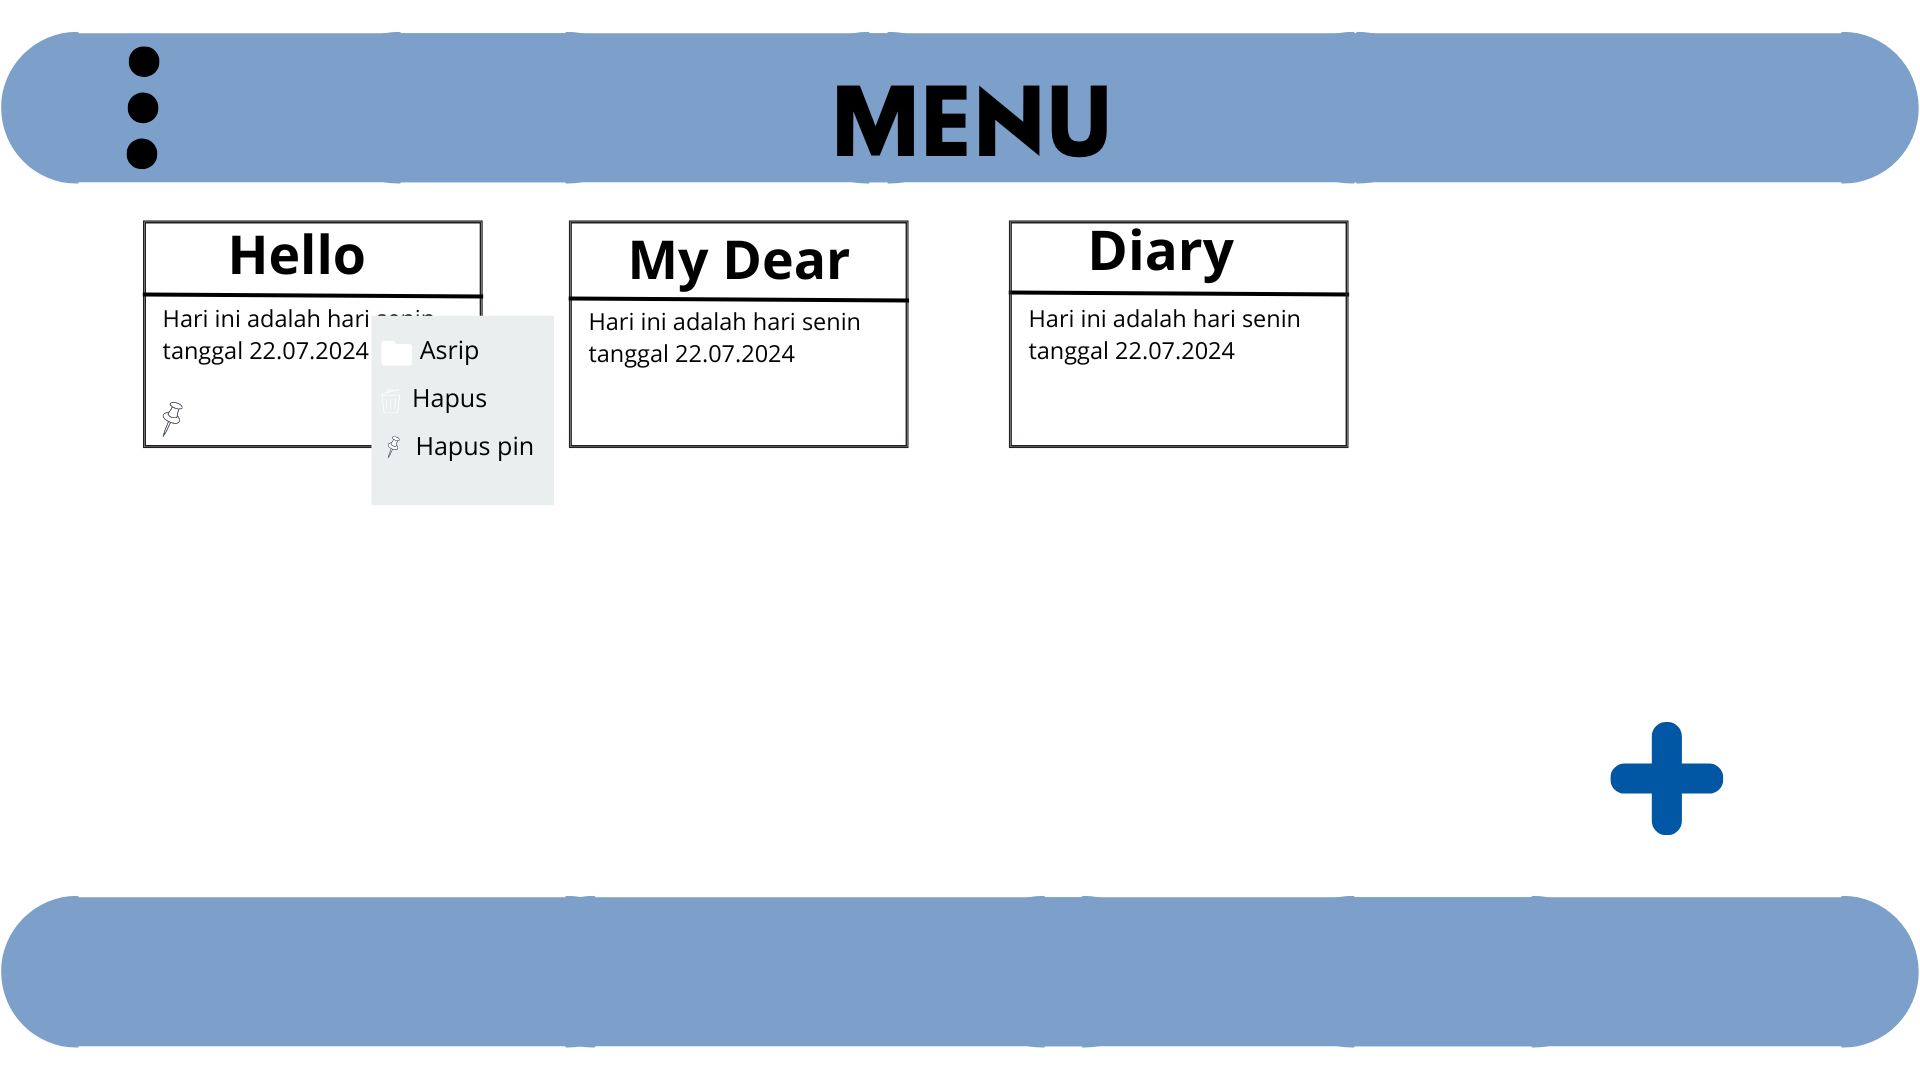 MENU
Hello
Hari ini adalah hari senin
tanggal 22.07.2024
Asrip
Hapus
Hapus pin
My Dear
Hari ini adalah hari senin
tanggal 22.07.2024
Diary
Hari ini adalah hari senin
tanggal 22.07.2024